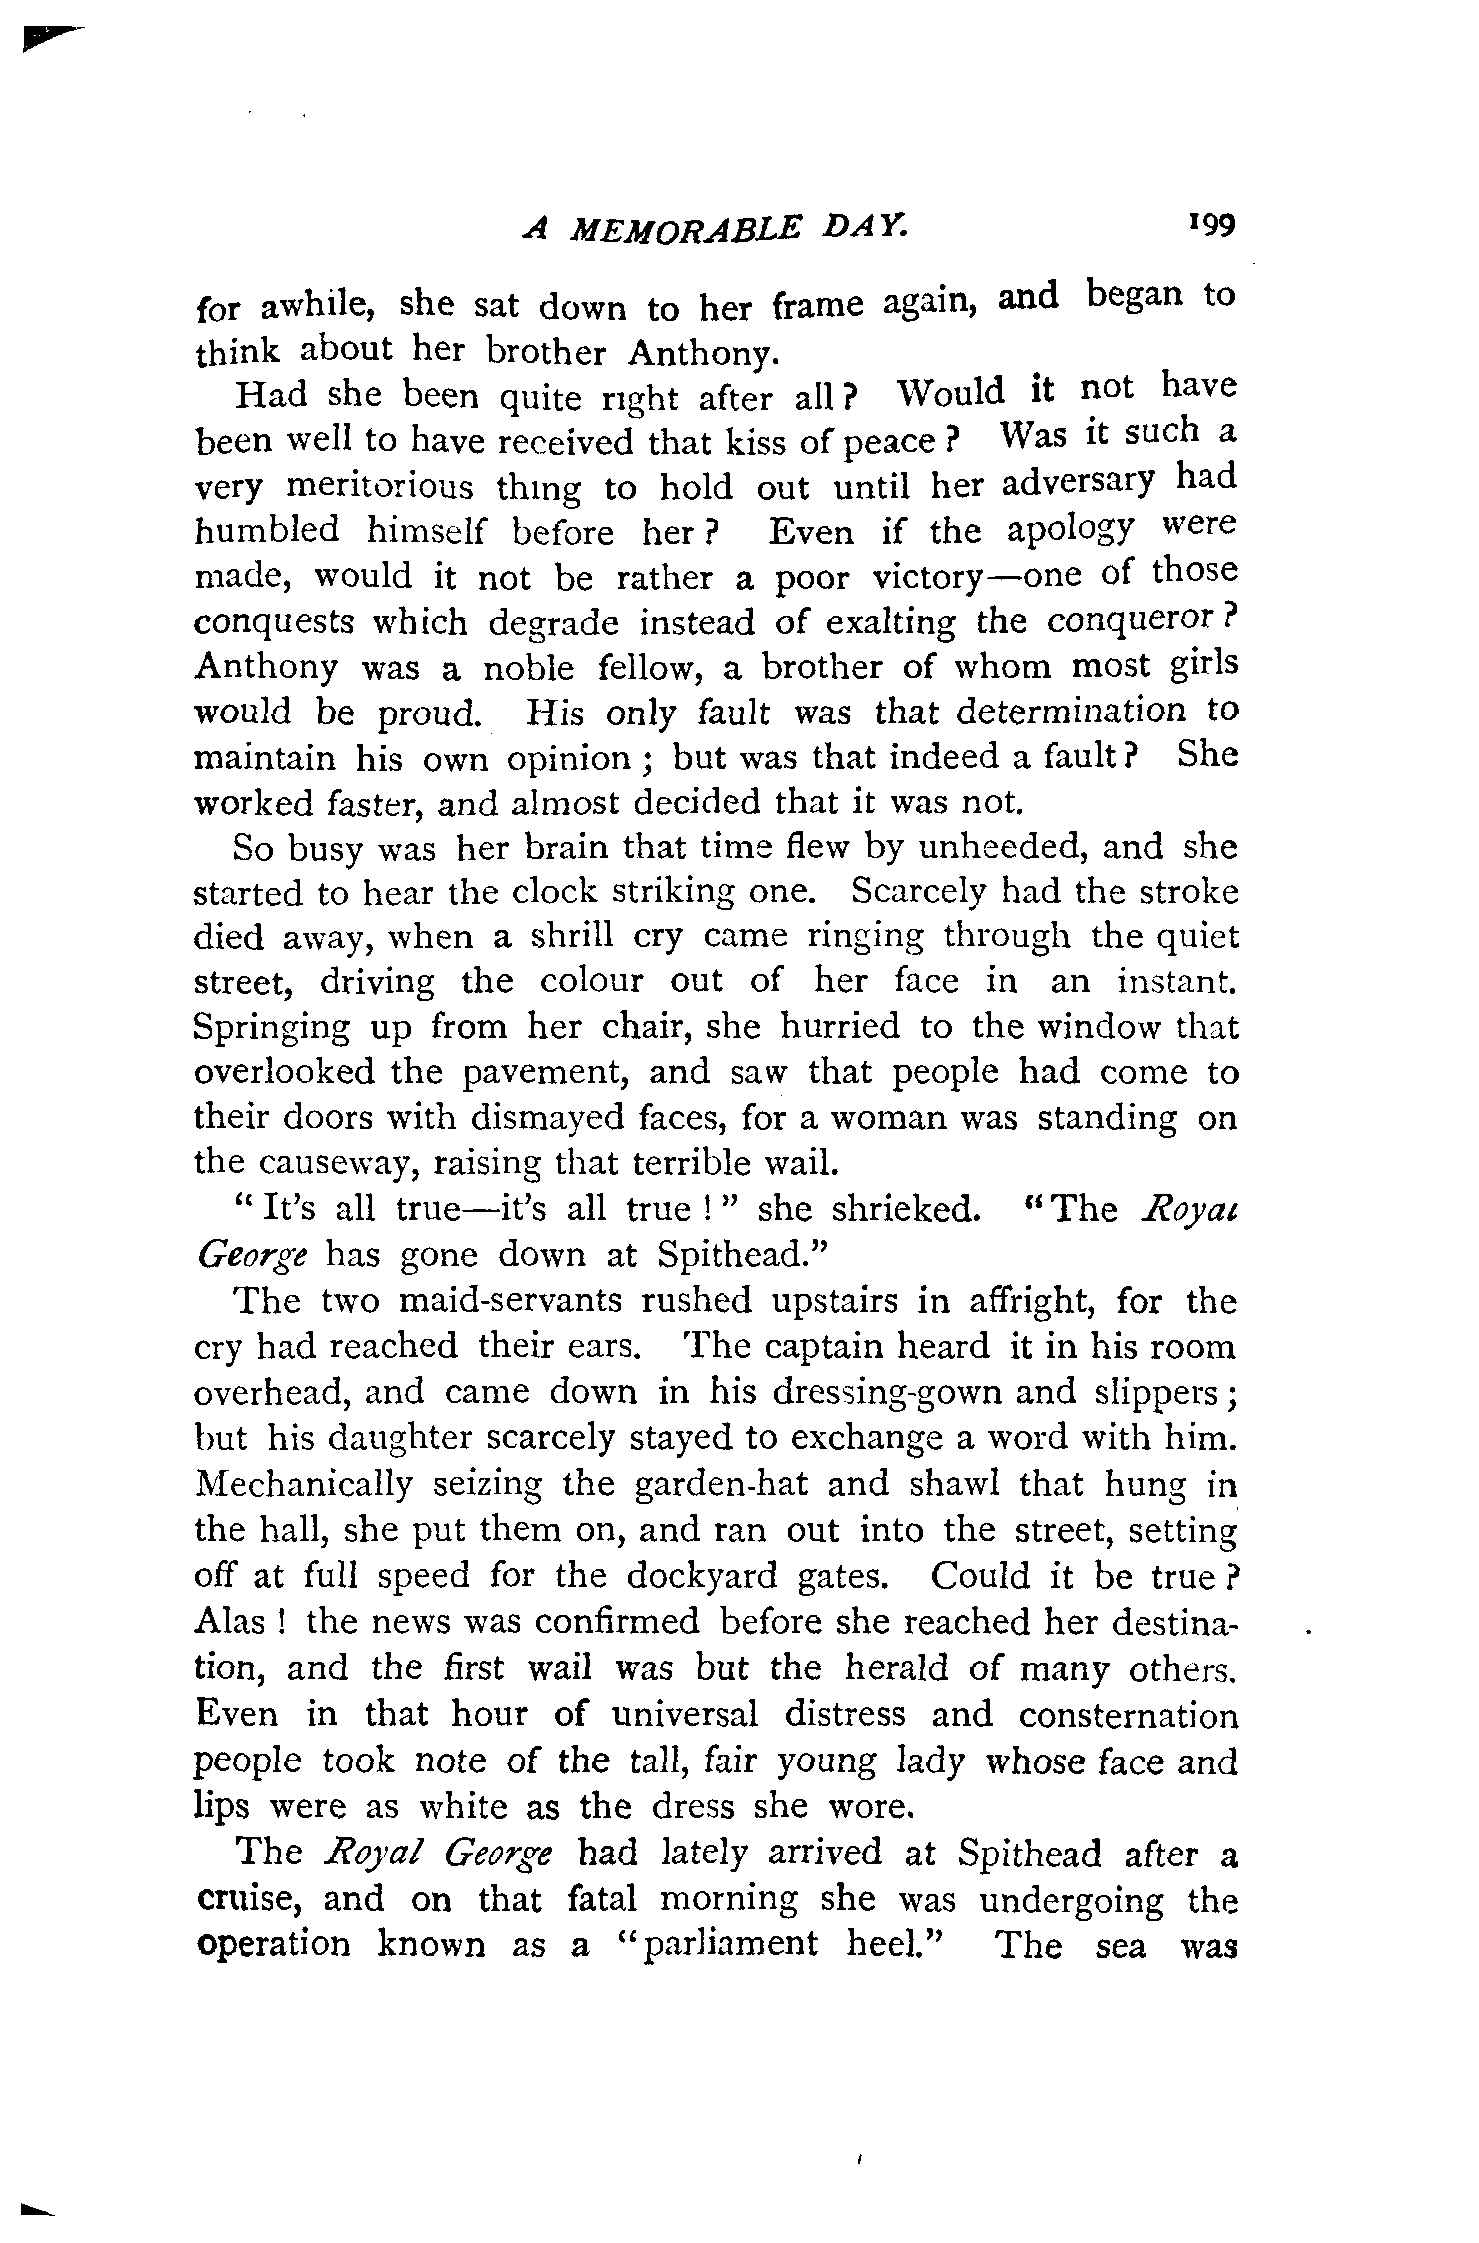 A MEMORABLE DAY. 199
for awhile, she sat down to her frame again, and began to
think about her brother Anthony.
Had she been quite right after all? Would it not have
been well to have received that kiss of peace? Was it such a
very meritorious thing to hold out until her adversary had
humbled himself before her? Even if the apology were
made, would it not be rather a poor victory—one of those
conquests which degrade instead of exalting the conqueror?
Anthony was a noble fellow, a brother of whom most girls
would be proud. His only fault was that determination to
maintain his own opinion; but was that indeed a fault? She
worked faster, and almost decided that it was not.
So busy was her brain that time flew by unheeded, and she
started to hear the clock striking one. Scarcely had the stroke
died away, when a shrill cry came ringing through the quiet
street, driving the colour out of her face in an instant.
Springing up from her chair, she hurried to the window that
overlooked the pavement, and saw that people had come to
their doors with dismayed faces, for a woman was standing on
the causeway, raising that terrible wail.
"It's all true—it's all true!" she shrieked. "The Royal
George has gone down at Spithead."
The two maid-servants rushed upstairs in affright, for the
cry had reached their ears. The captain heard it in his room
overhead, and came down in his dressing-gown and slippers;
but his daughter scarcely stayed to exchange a word with him.
Mechanically seizing the garden-hat and shawl that hung in
the hall, she put them on, and ran out into the street, setting
off at full speed for the dockyard gates. Could it be true?
Alas! the news was confirmed before she reached her destina-
tion, and the first wail was but the herald of many others.
Even in that hour of universal distress and consternation
people took note of the tall, fair young lady whose face and
lips were as white as the dress she wore.
The Royal George had lately arrived at Spithead after a
cruise, and on that fatal morning she was undergoing the
operation known as a "parliament heel." The sea was